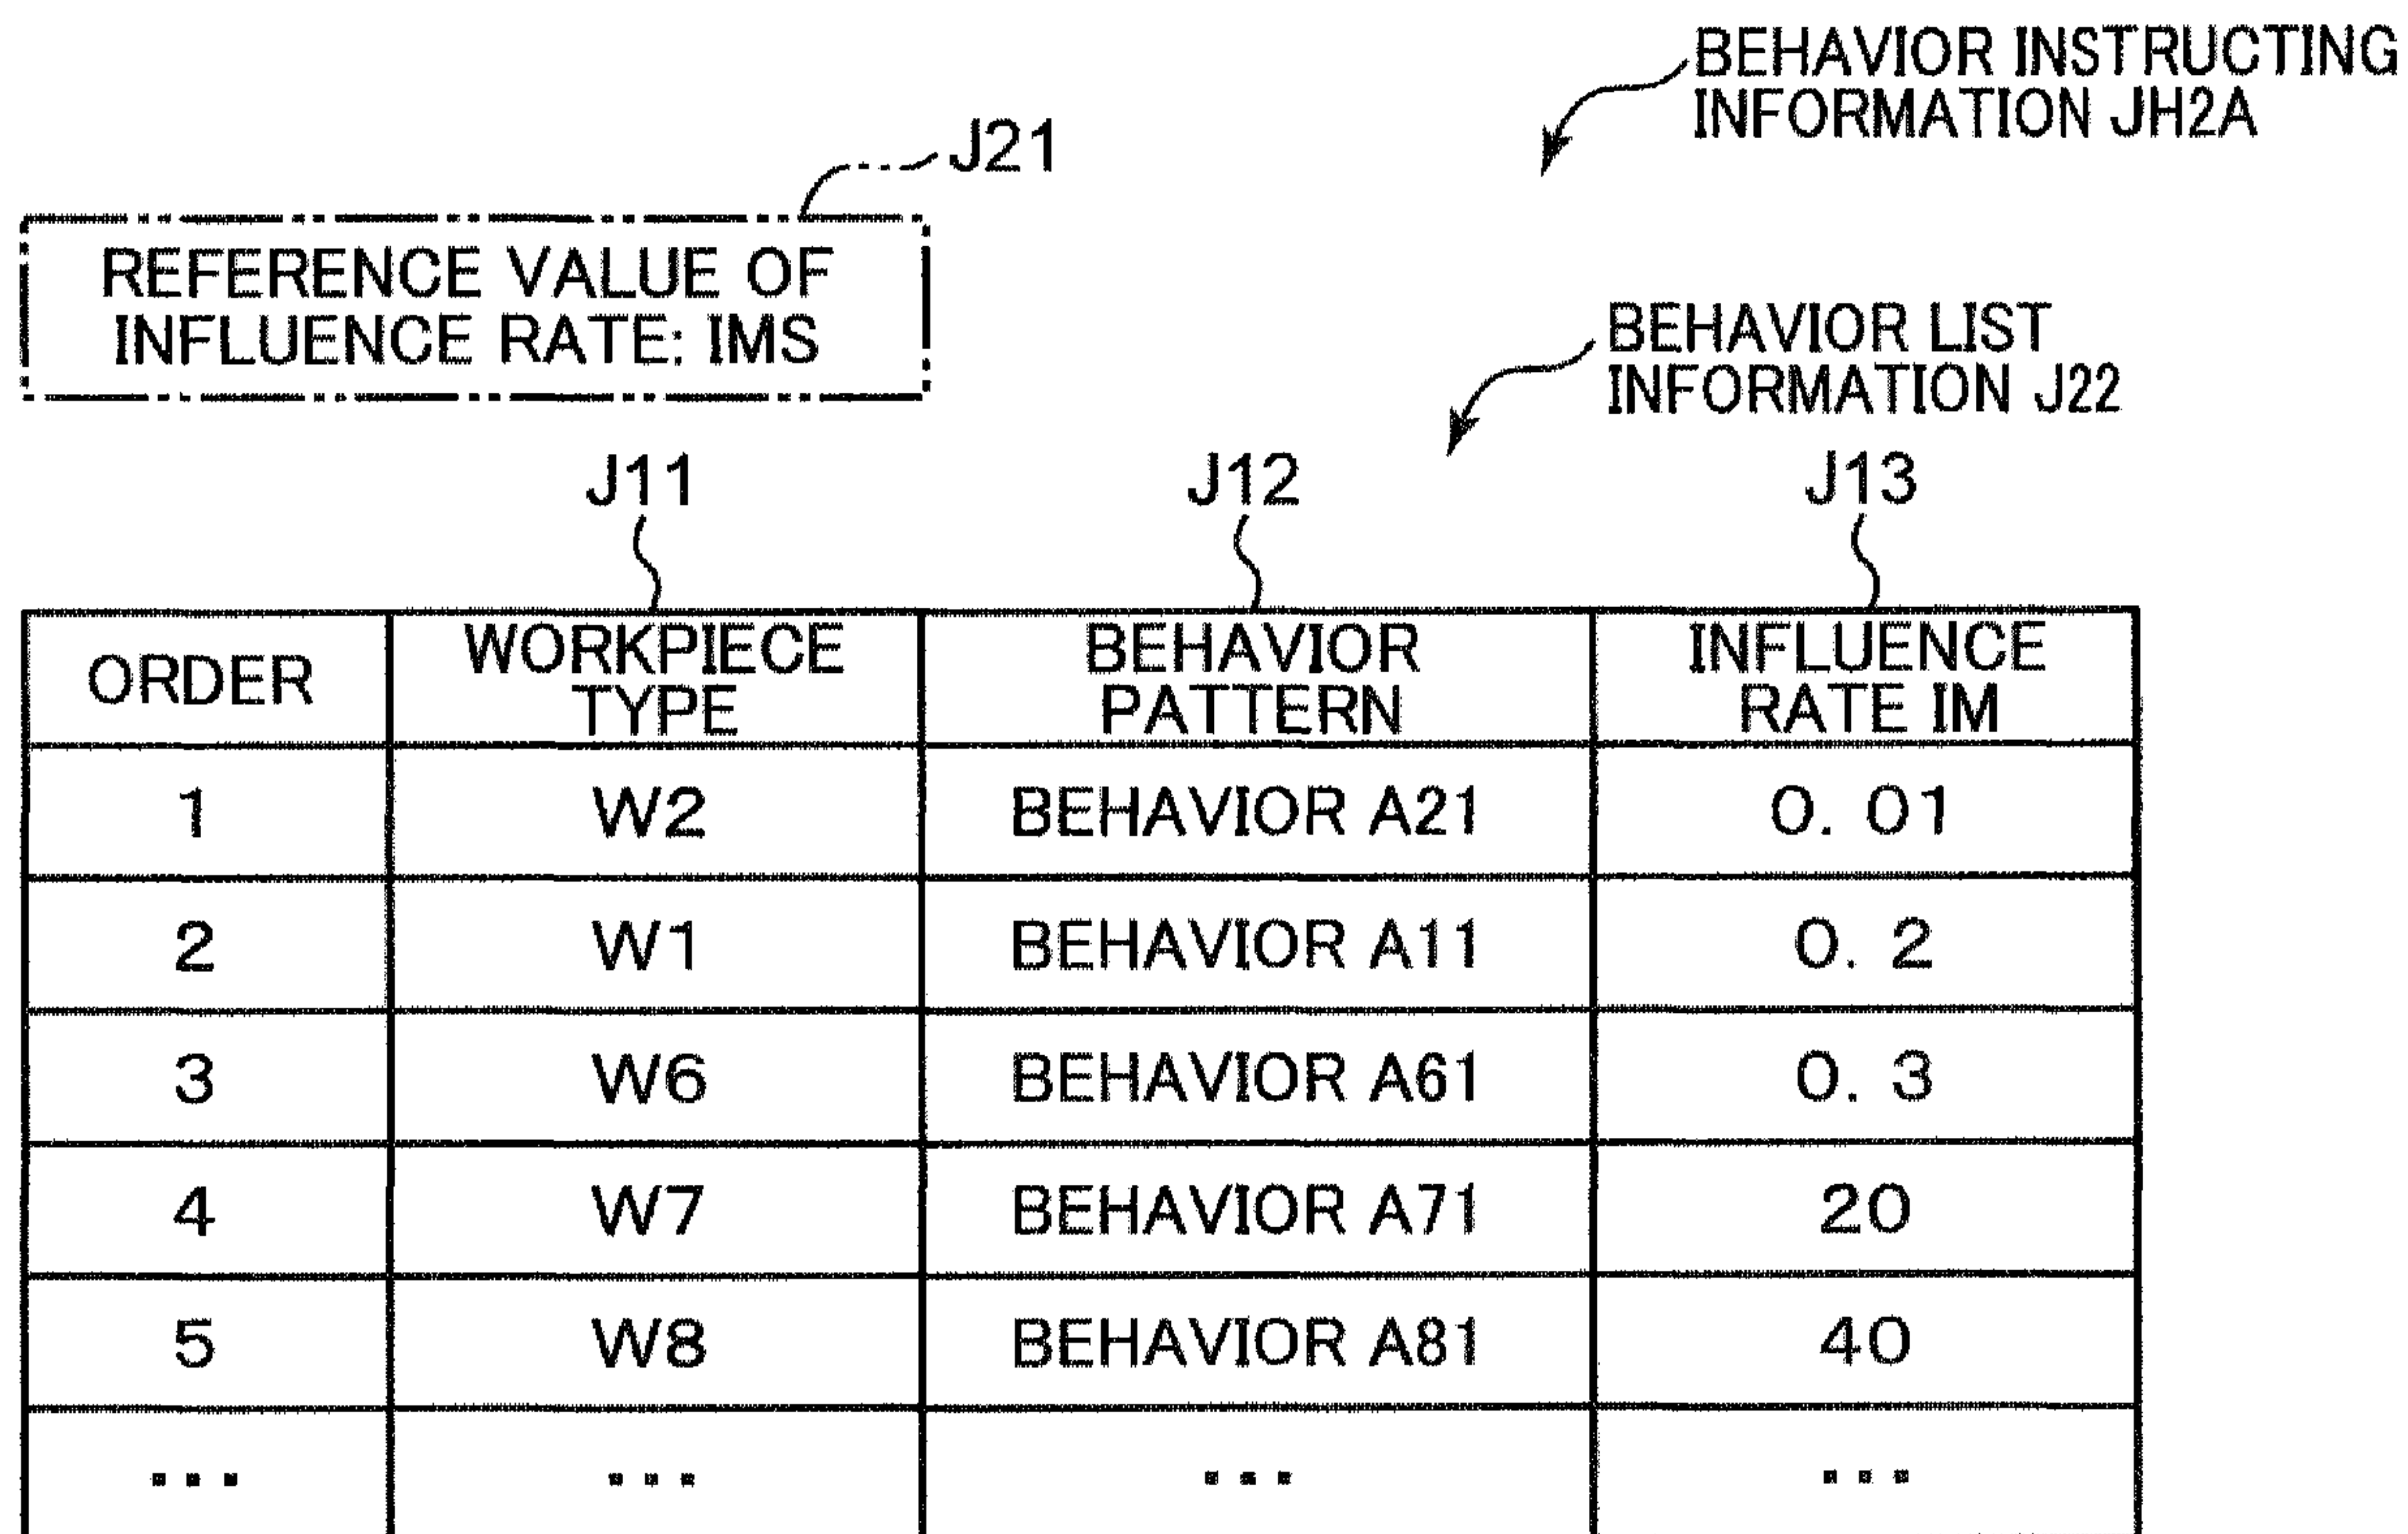 BEHAVIOR INSTRUCTING
INFORMATION JH2A
J21
REFERENCE VALUE OF
INFLUENCE RATE: IMS
BEHAVIOR LIST
INFORMATION J22
J11 J12 J13
ORDER WORKPIECE TYPE BEHAVIOR PATTERN INFLUENCE RATE IM
1 W2 BEHAVIOR A21 0. 01
2 W1 BEHAVIOR A11 0. 2
3 W6 BEHAVIOR A61 0. 3
4 W7 BEHAVIOR A71 20
5 W8 BEHAVIOR A81 40
... ... ... ...